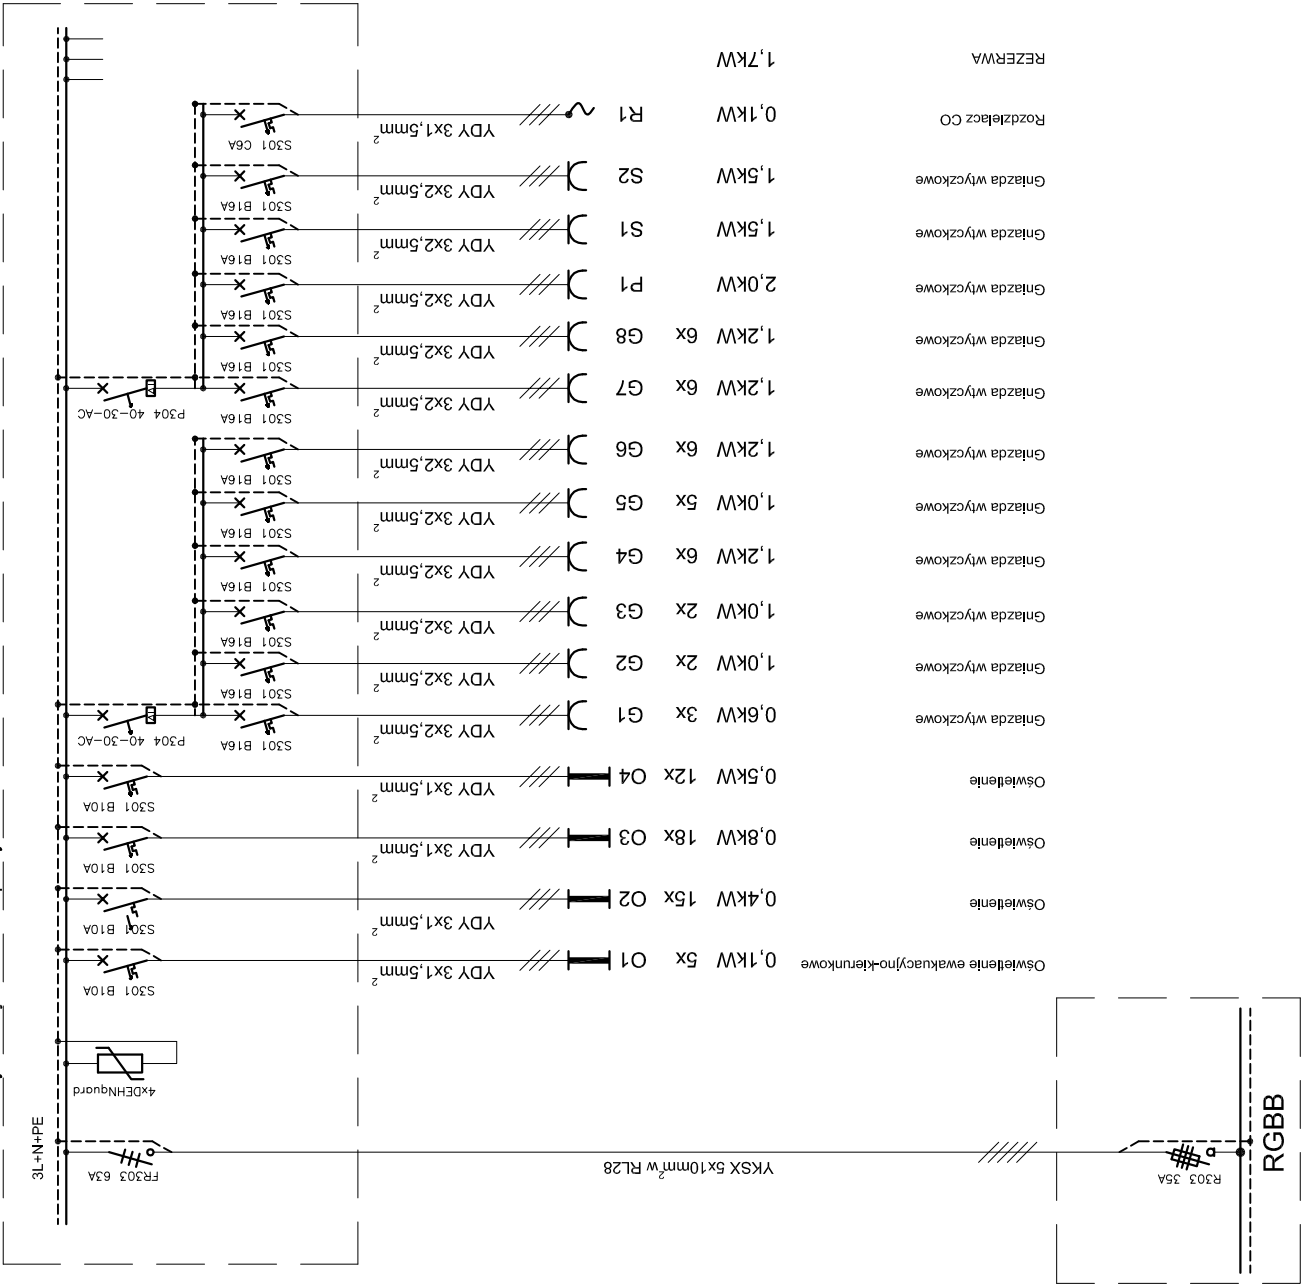 R303 35A
YKSX 5x10mm² w RL28
FR303 63A
RGBB
3L+N+PE
4xDEHNquard
Oświetlenie ewakuacyjno-kierunkowe 0,1kW 5x O1 YDY 3x1,5mm² S301 B10A
Oświetlenie 0,4kW 15x O2 YDY 3x1,5mm² S301 B10A
Oświetlenie 0,8kW 18x O3 YDY 3x1,5mm² S301 B10A
Oświetlenie 0,5kW 12x O4 YDY 3x1,5mm² S301 B10A
Gniazda wtyczkowe 0,6kW 3x G1 YDY 3x2,5mm² S301 B16A P304 40-30-AC
Gniazda wtyczkowe 1,0kW 2x G2 YDY 3x2,5mm² S301 B16A
Gniazda wtyczkowe 1,0kW 2x G3 YDY 3x2,5mm² S301 B16A
Gniazda wtyczkowe 1,2kW 6x G4 YDY 3x2,5mm² S301 B16A
Gniazda wtyczkowe 1,0kW 5x G5 YDY 3x2,5mm² S301 B16A
Gniazda wtyczkowe 1,2kW 6x G6 YDY 3x2,5mm² S301 B16A
Gniazda wtyczkowe 1,2kW 6x G7 YDY 3x2,5mm² S301 B16A P304 40-30-AC
Gniazda wtyczkowe 1,2kW 6x G8 YDY 3x2,5mm² S301 B16A
Gniazda wtyczkowe 2,0kW P1 YDY 3x2,5mm² S301 B16A
Gniazda wtyczkowe 1,5kW S1 YDY 3x2,5mm² S301 B16A
Gniazda wtyczkowe 1,5kW S2 YDY 3x2,5mm² S301 B16A
Rozdzielacz CO 0,1kW R1 YDY 3x1,5mm² S301 C6A
REZERWA 1,7kW